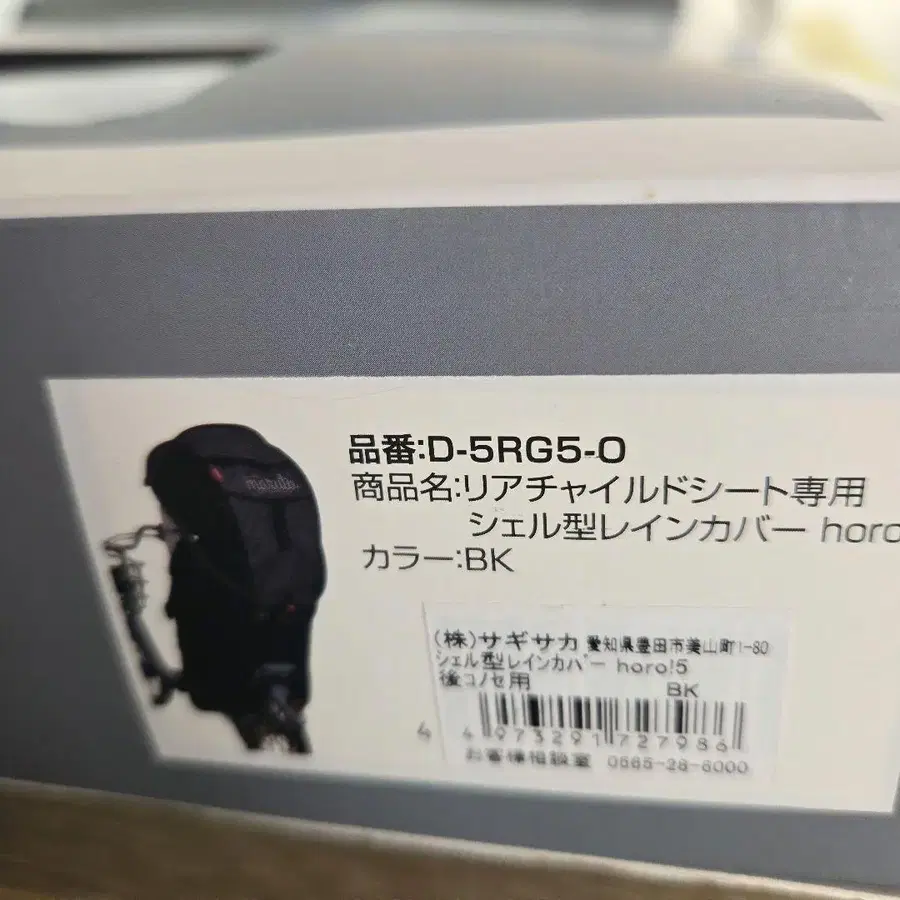 maruto.
品番:D-5RG5-O
商品名:リアチャイルドシート専用
シェル型レインカバー horo
カラー:BK
(株)サギサカ 愛知県豊田市美山町1-80
シェル型レインカバー horo!5
後コノセ用 BK
4 973291 727986
お客様相談室 0565-28-6000